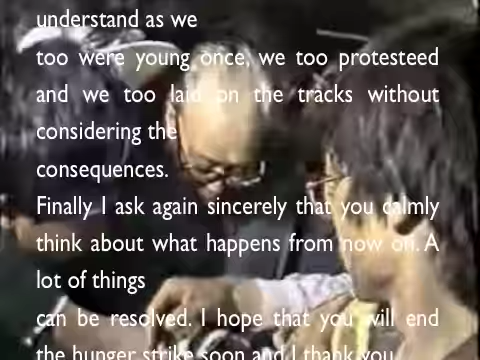 understand as we
too were young once, we too protesteed
and we too laid on the tracks without
considering the
consequences.
Finally I ask again sincerely that you calmly
think about what happens from now on. A
lot of things
can be resolved. I hope that you will end
the hunger strike soon and I thank you.